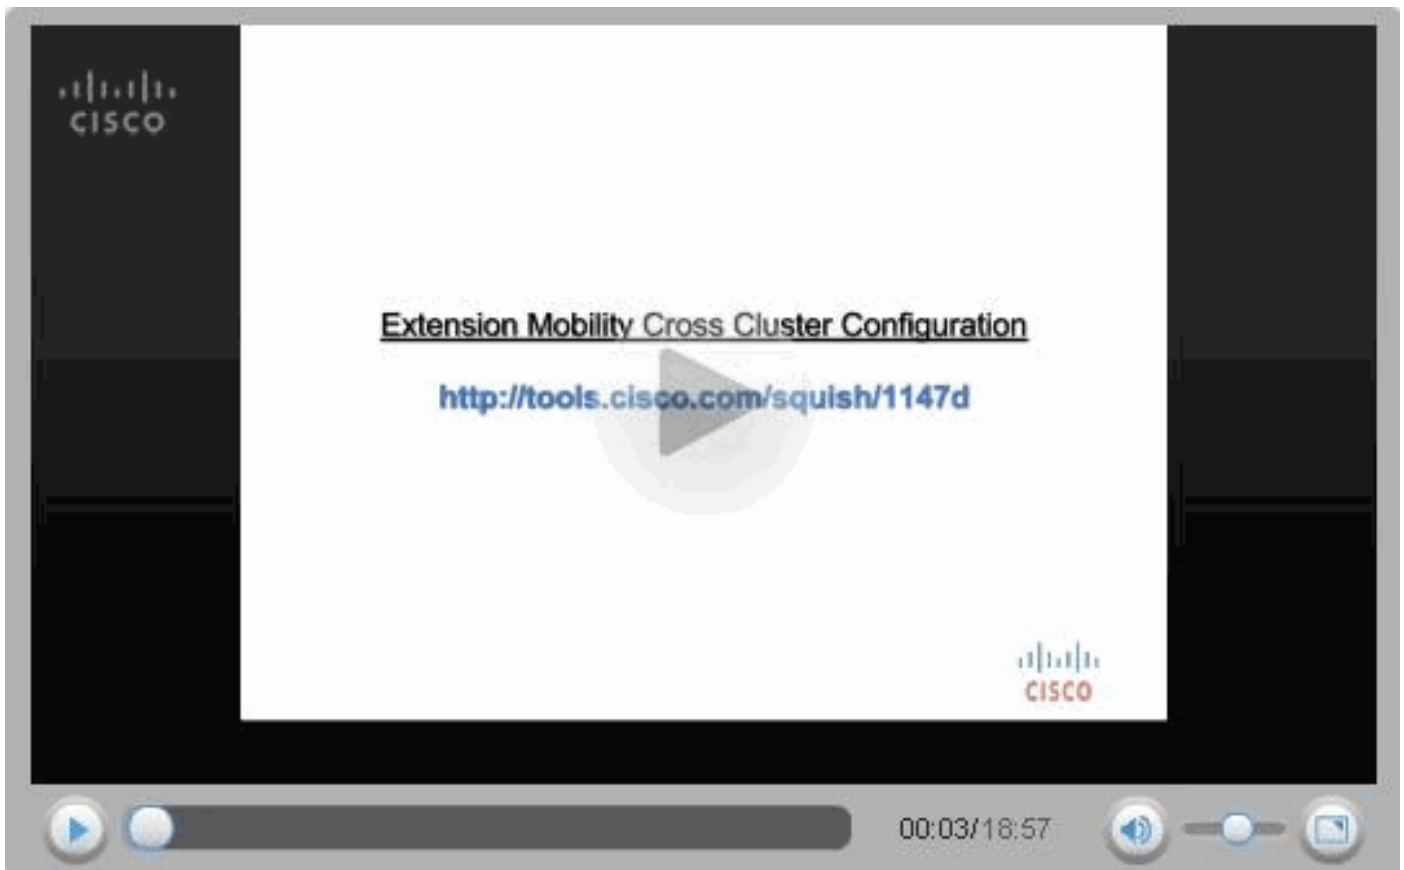 CISCO
Extension Mobility Cross Cluster Configuration
http://tools.cisco.com/squish/1147d
CISCO
00:03/18:57